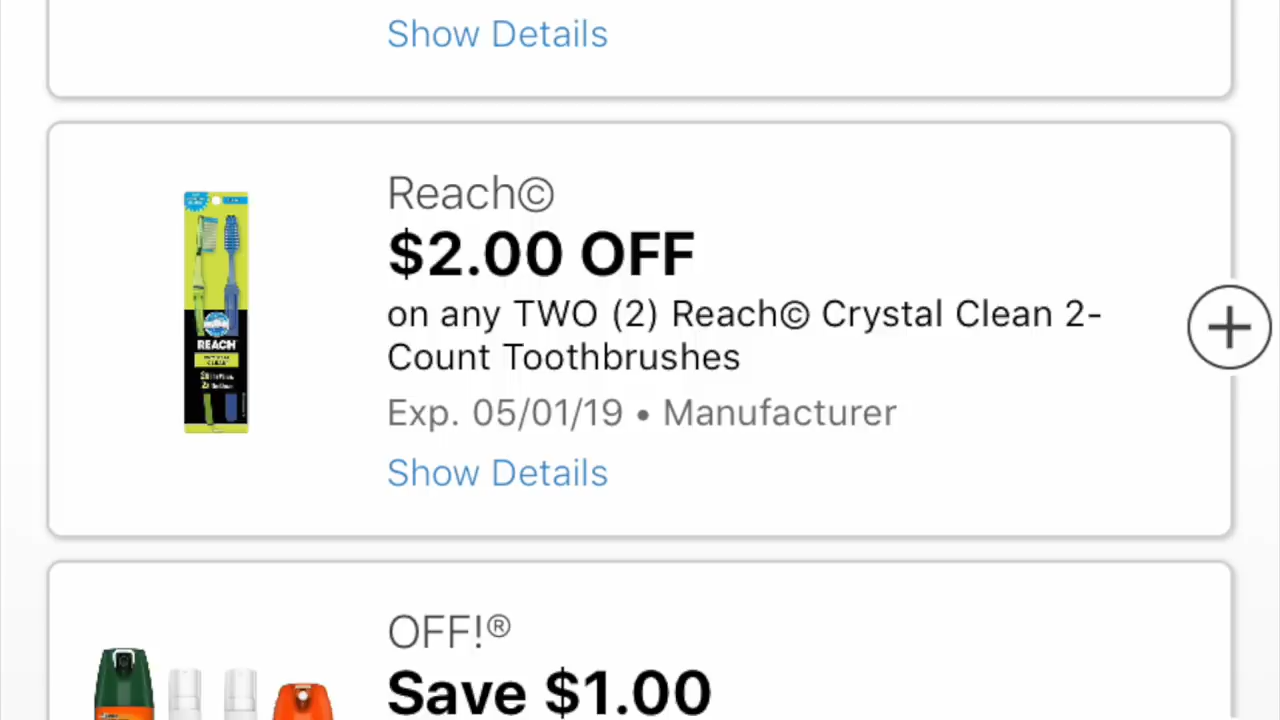 Show Details
Reach©
$2.00 OFF
on any TWO (2) Reach© Crystal Clean 2-
Count Toothbrushes
Exp. 05/01/19 • Manufacturer
Show Details
REACH
OFF!®
Save $1.00